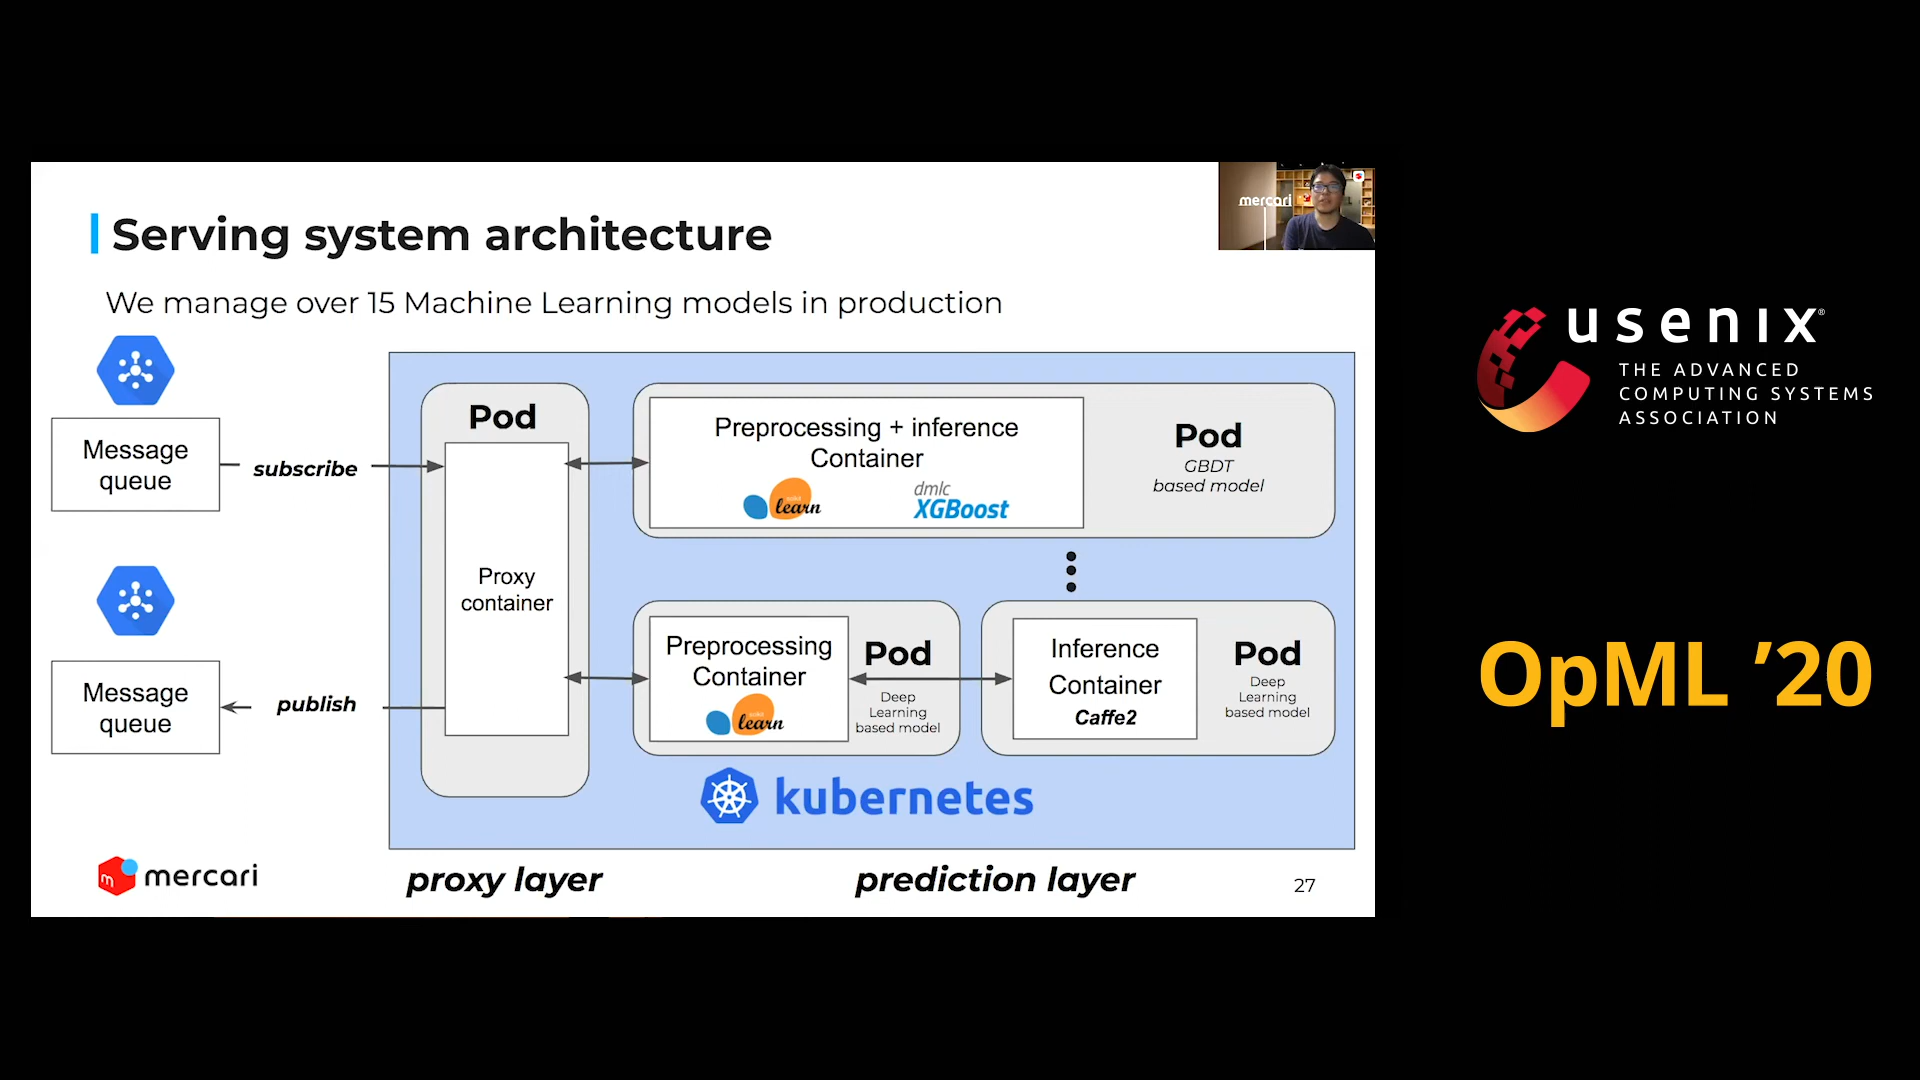 Serving system architecture
mercari
We manage over 15 Machine Learning models in production
Message
queue
subscribe
Message
queue
publish
Pod
Proxy
container
Preprocessing + inference
Container
scikit
learn
dmlc
XGBoost
Pod
GBDT
based model
Preprocessing
Container
scikit
learn
Pod
Deep
Learning
based model
Inference
Container
Caffe2
Pod
Deep
Learning
based model
kubernetes
m
mercari
proxy layer
prediction layer
27
usenix®
THE ADVANCED
COMPUTING SYSTEMS
ASSOCIATION
OpML ’20